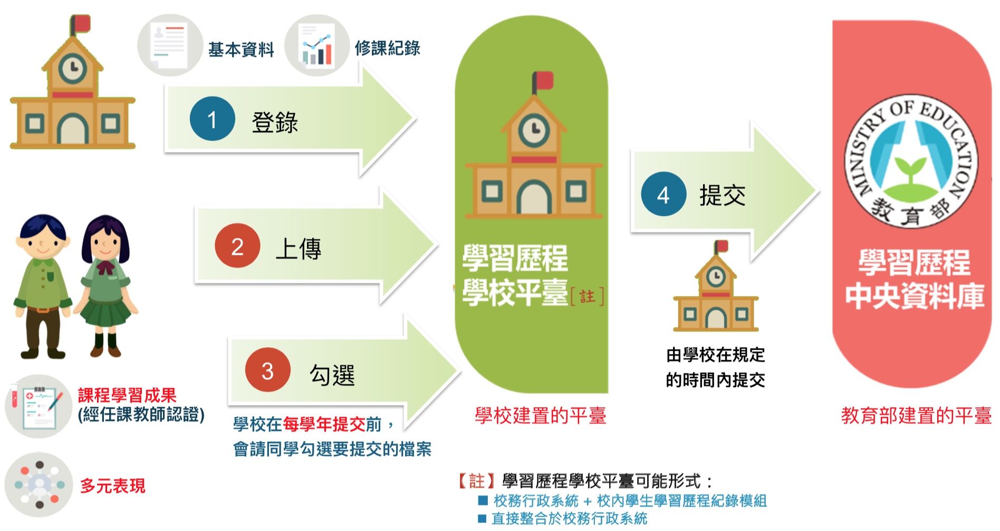 基本資料
修課紀錄
1 登錄
2 上傳
3 勾選
學校在每學年提交前，
會請同學勾選要提交的檔案
課程學習成果
(經任課教師認證)
多元表現
學習歷程
學校平臺[註]
學校建置的平臺
4 提交
由學校在規定
的時間內提交
MINISTRY OF EDUCATION
教育部
學習歷程
中央資料庫
教育部建置的平臺
【註】學習歷程學校平臺可能形式：
■ 校務行政系統 + 校內學生學習歷程紀錄模組
■ 直接整合於校務行政系統